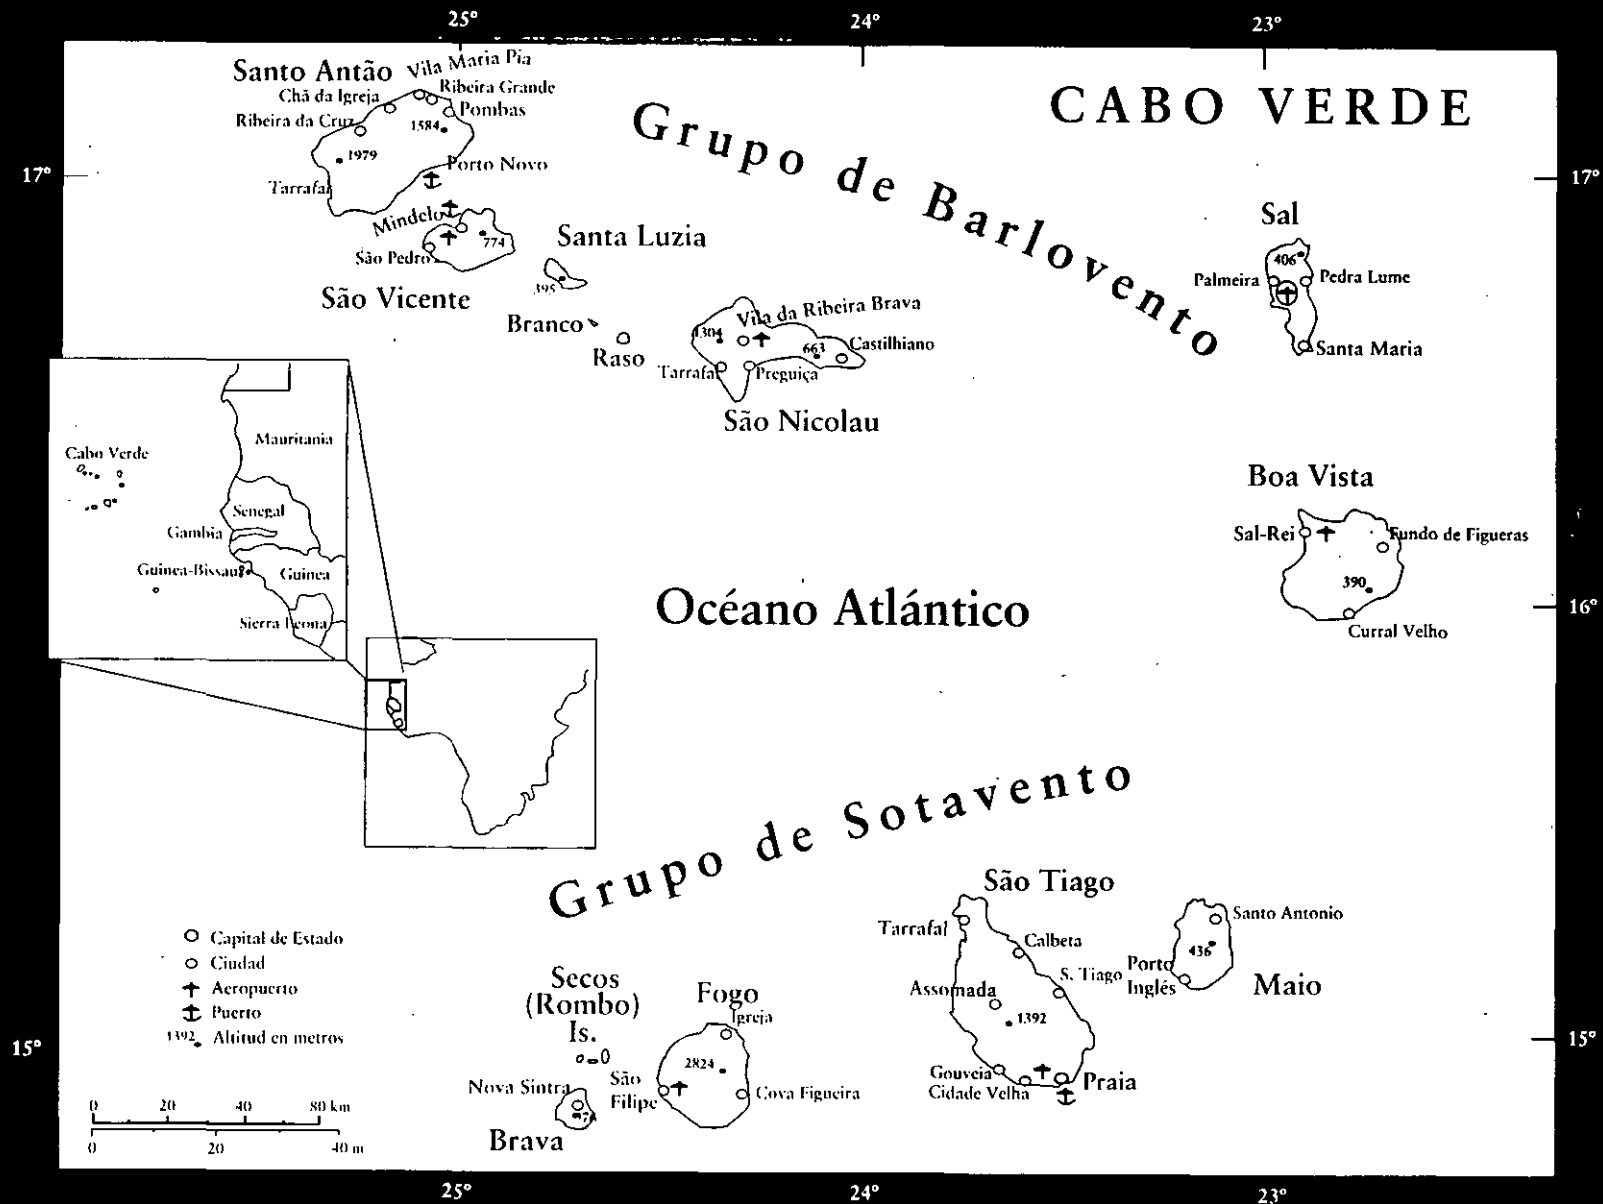 25°
24°
23°
CABO VERDE
Grupo de Barlovento
Santo Antão
Vila Maria Pia
Chã da Igreja
Ribeira Grande
Pombas
Ribeira da Cruz
1584
1979
Porto Novo
Tarrafal
17°
17°
Mindelo
774
São Pedro
São Vicente
Santa Luzia
395
Branco
Raso
Vila da Ribeira Brava
1304
663
Castilhiano
Tarrafal
Preguiça
São Nicolau
Sal
406
Palmeira
Pedra Lume
Santa Maria
Boa Vista
Sal-Rei
Fundo de Figueras
390
Curral Velho
16°
Océano Atlántico
Cabo Verde
Mauritania
Senegal
Gambia
Guinea-Bissau
Guinea
Sierra Leona
Grupo de Sotavento
São Tiago
Tarrafal
Calbeta
S. Tiago
Assomada
1392
Gouveia
Cidade Velha
Praia
Santo Antonio
436
Porto
Inglés
Maio
Secos
(Rombo)
Is.
Fogo
Igreja
2824
São
Filipe
Cova Figueira
Nova Sintra
Brava
Capital de Estado
Ciudad
Aeropuerto
Puerto
1392 Altitud en metros
15°
15°
0 20 40 80 km
0 20 40 m
25°
24°
23°